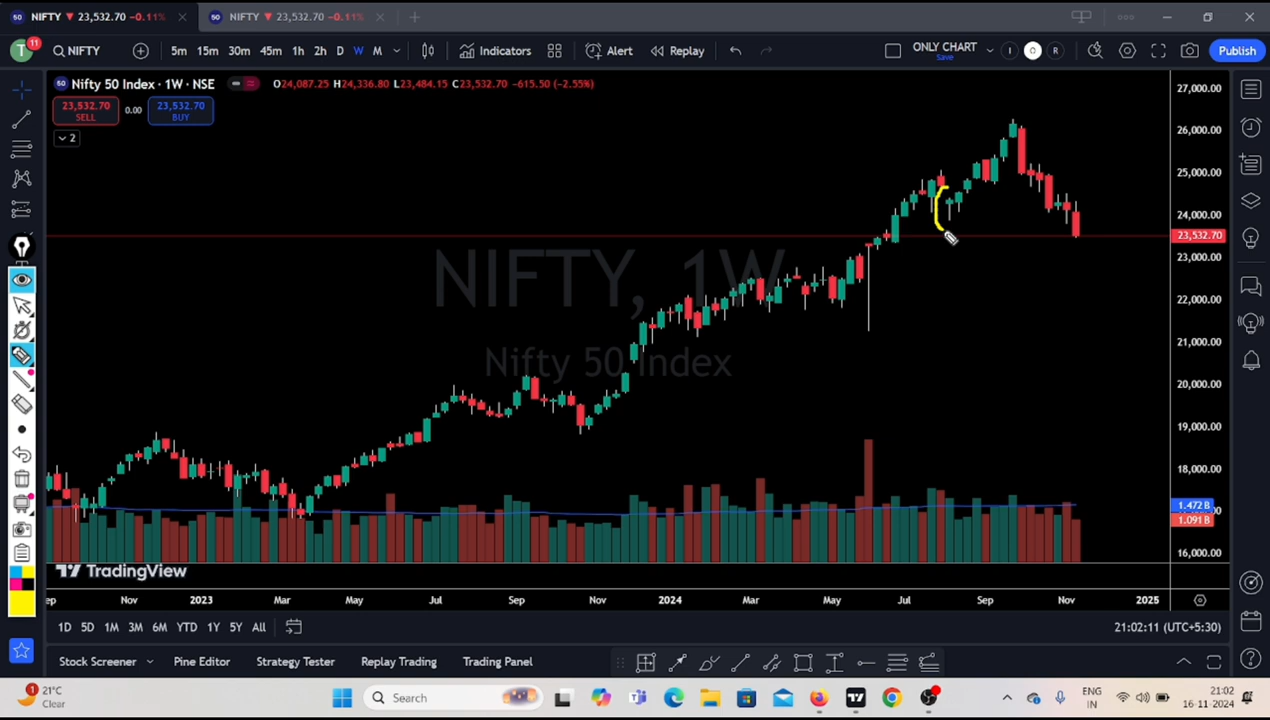 NIFTY ▼ 23,532.70 -0.11%
NIFTY ▼ 23,532.70 -0.11%
T 11 NIFTY 5m 15m 30m 45m 1h 2h D W M Indicators Alert Replay ONLY CHART Save I O R Publish
50 Nifty 50 Index · 1W · NSE O24,087.25 H24,336.80 L23,484.15 C23,532.70 -615.50 (-2.55%)
23,532.70 SELL 0.00 23,532.70 BUY
2
27,000.00
26,000.00
25,000.00
24,000.00
23,532.70
23,000.00
22,000.00
21,000.00
20,000.00
19,000.00
18,000.00
1.472 B
1.091 B
16,000.00
NIFTY, 1W
Nifty 50 Index
TradingView
Nov 2023 Mar May Jul Sep Nov 2024 Mar May Jul Sep Nov 2025
1D 5D 1M 3M 6M YTD 1Y 5Y All 21:02:11 (UTC+5:30)
Stock Screener Pine Editor Strategy Tester Replay Trading Trading Panel
1 21°C Clear Search ENG IN 21:02 16-11-2024